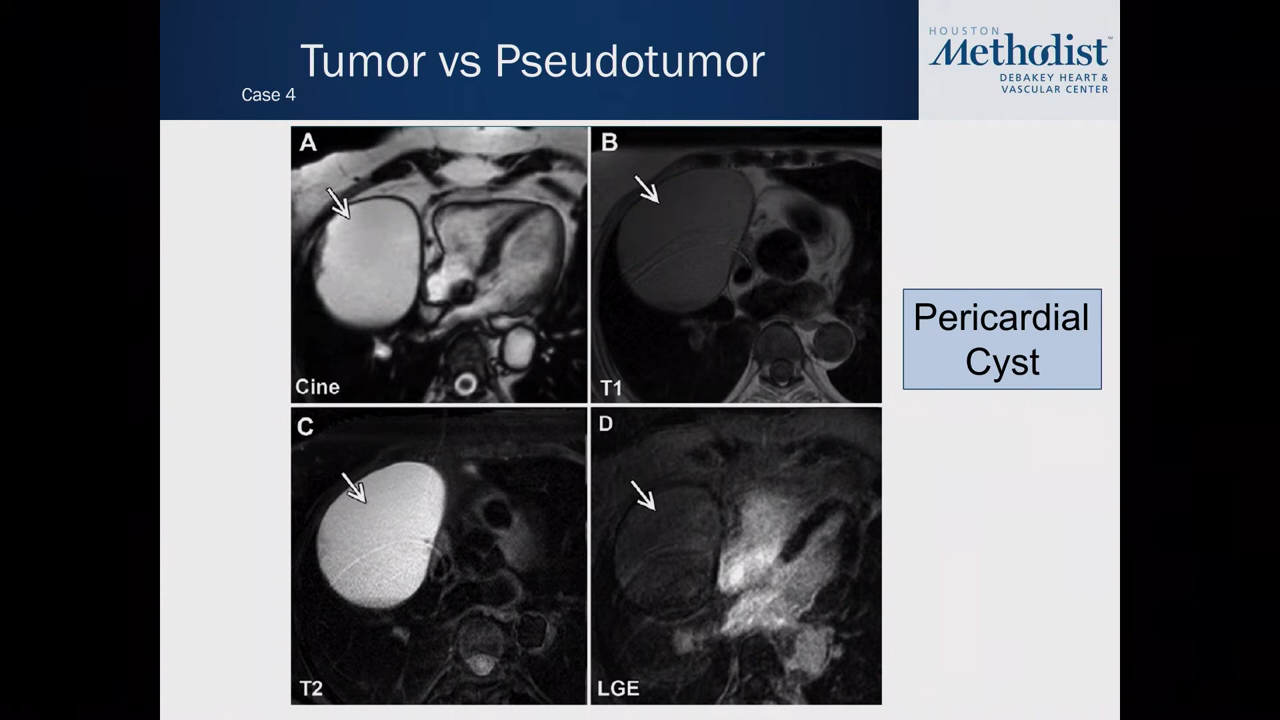 Tumor vs Pseudotumor
Case 4
HOUSTON
Methodist
DEBAKEY HEART &
VASCULAR CENTER
A
Cine
B
T1
Pericardial
Cyst
C
T2
D
LGE